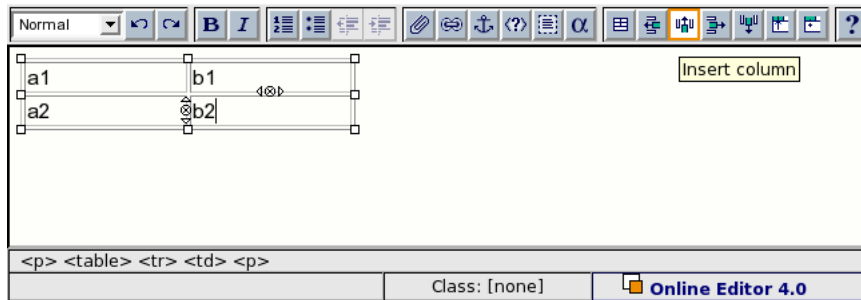 Normal B I α ?
Insert column
a1 b1
a2 b2
<p> <table> <tr> <td> <p>
Class: [none] Online Editor 4.0